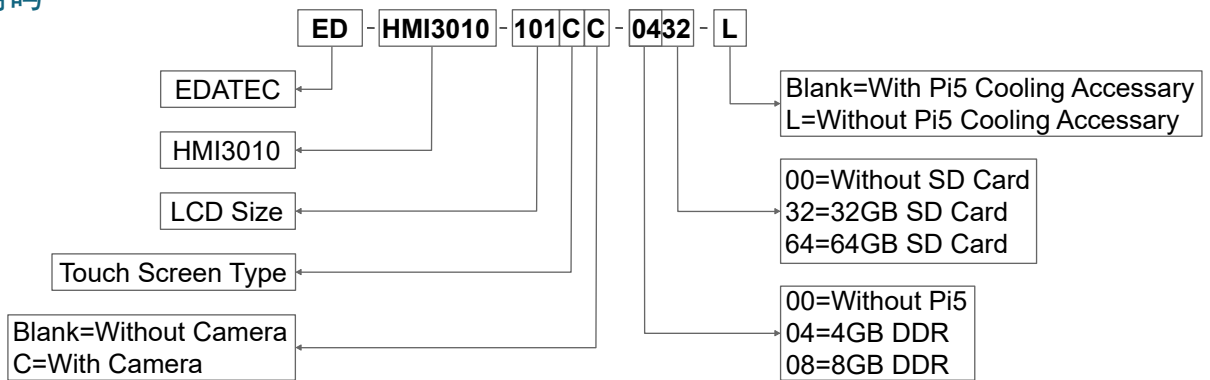 ED - HMI3010 - 101 C C - 04 32 - L
EDATEC
HMI3010
LCD Size
Touch Screen Type
Blank=Without Camera
C=With Camera
Blank=With Pi5 Cooling Accessary
L=Without Pi5 Cooling Accessary
00=Without SD Card
32=32GB SD Card
64=64GB SD Card
00=Without Pi5
04=4GB DDR
08=8GB DDR